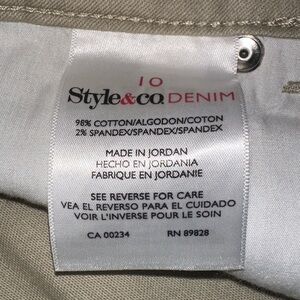 10
Style&co. DENIM
98% COTTON/ALGODON/COTON
2% SPANDEX/SPANDEX/SPANDEX
MADE IN JORDAN
HECHO EN JORDANIA
FABRIQUE EN JORDANIE
SEE REVERSE FOR CARE
VEA EL REVERSO PARA EL CUIDADO
VOIR L'INVERSE POUR LE SOIN
CA 00234 RN 89828